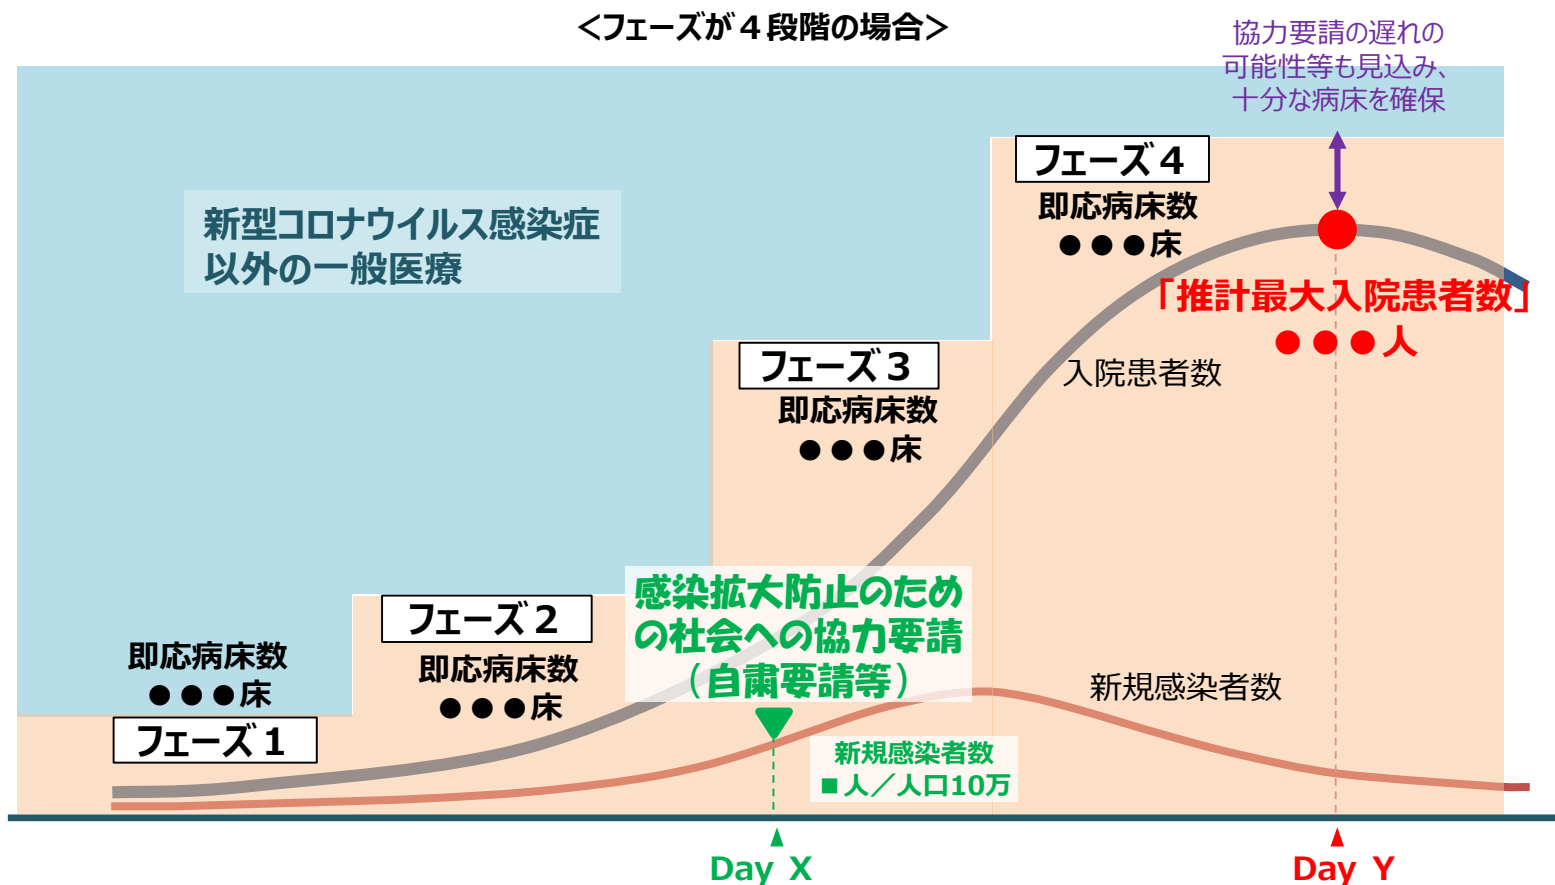 ＜フェーズが４段階の場合＞
協力要請の遅れの
可能性等も見込み、
十分な病床を確保
新型コロナウイルス感染症
以外の一般医療
フェーズ４
即応病床数
●●●床
「推計最大入院患者数」
●●●人
入院患者数
フェーズ３
即応病床数
●●●床
感染拡大防止のため
の社会への協力要請
（自粛要請等）
フェーズ２
即応病床数
●●●床
即応病床数
●●●床
フェーズ１
新規感染者数
新規感染者数
■人／人口10万
Day X
Day Y